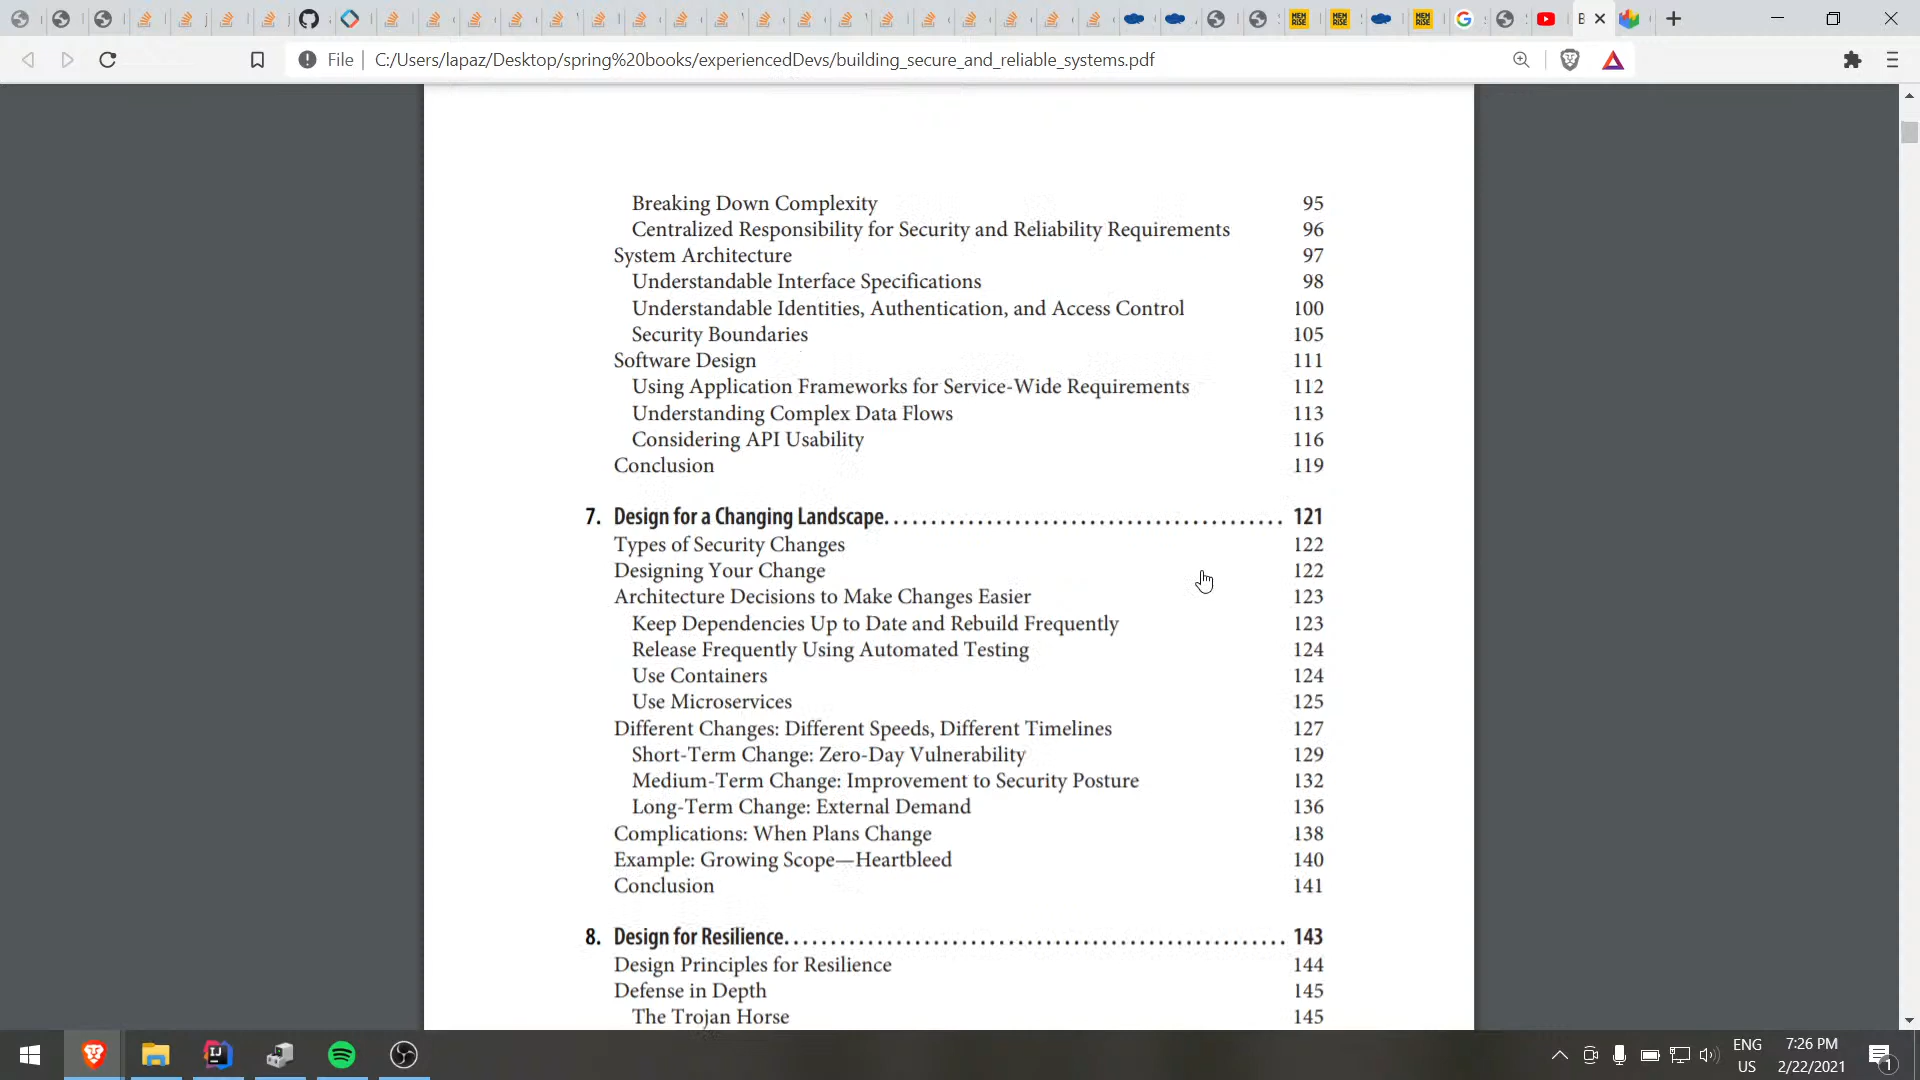 File C:/Users/lapaz/Desktop/spring%20books/experiencedDevs/building_secure_and_reliable_systems.pdf
Breaking Down Complexity 95
Centralized Responsibility for Security and Reliability Requirements 96
System Architecture 97
Understandable Interface Specifications 98
Understandable Identities, Authentication, and Access Control 100
Security Boundaries 105
Software Design 111
Using Application Frameworks for Service-Wide Requirements 112
Understanding Complex Data Flows 113
Considering API Usability 116
Conclusion 119
7. Design for a Changing Landscape. . . . . . . . . . . . . . . . . . . . . . . . . . . . . . . . . . . . . . . . . . . 121
Types of Security Changes 122
Designing Your Change 122
Architecture Decisions to Make Changes Easier 123
Keep Dependencies Up to Date and Rebuild Frequently 123
Release Frequently Using Automated Testing 124
Use Containers 124
Use Microservices 125
Different Changes: Different Speeds, Different Timelines 127
Short-Term Change: Zero-Day Vulnerability 129
Medium-Term Change: Improvement to Security Posture 132
Long-Term Change: External Demand 136
Complications: When Plans Change 138
Example: Growing Scope—Heartbleed 140
Conclusion 141
8. Design for Resilience. . . . . . . . . . . . . . . . . . . . . . . . . . . . . . . . . . . . . . . . . . . . . . . . . . . . . . 143
Design Principles for Resilience 144
Defense in Depth 145
The Trojan Horse 145
ENG 7:26 PM
US 2/22/2021 1